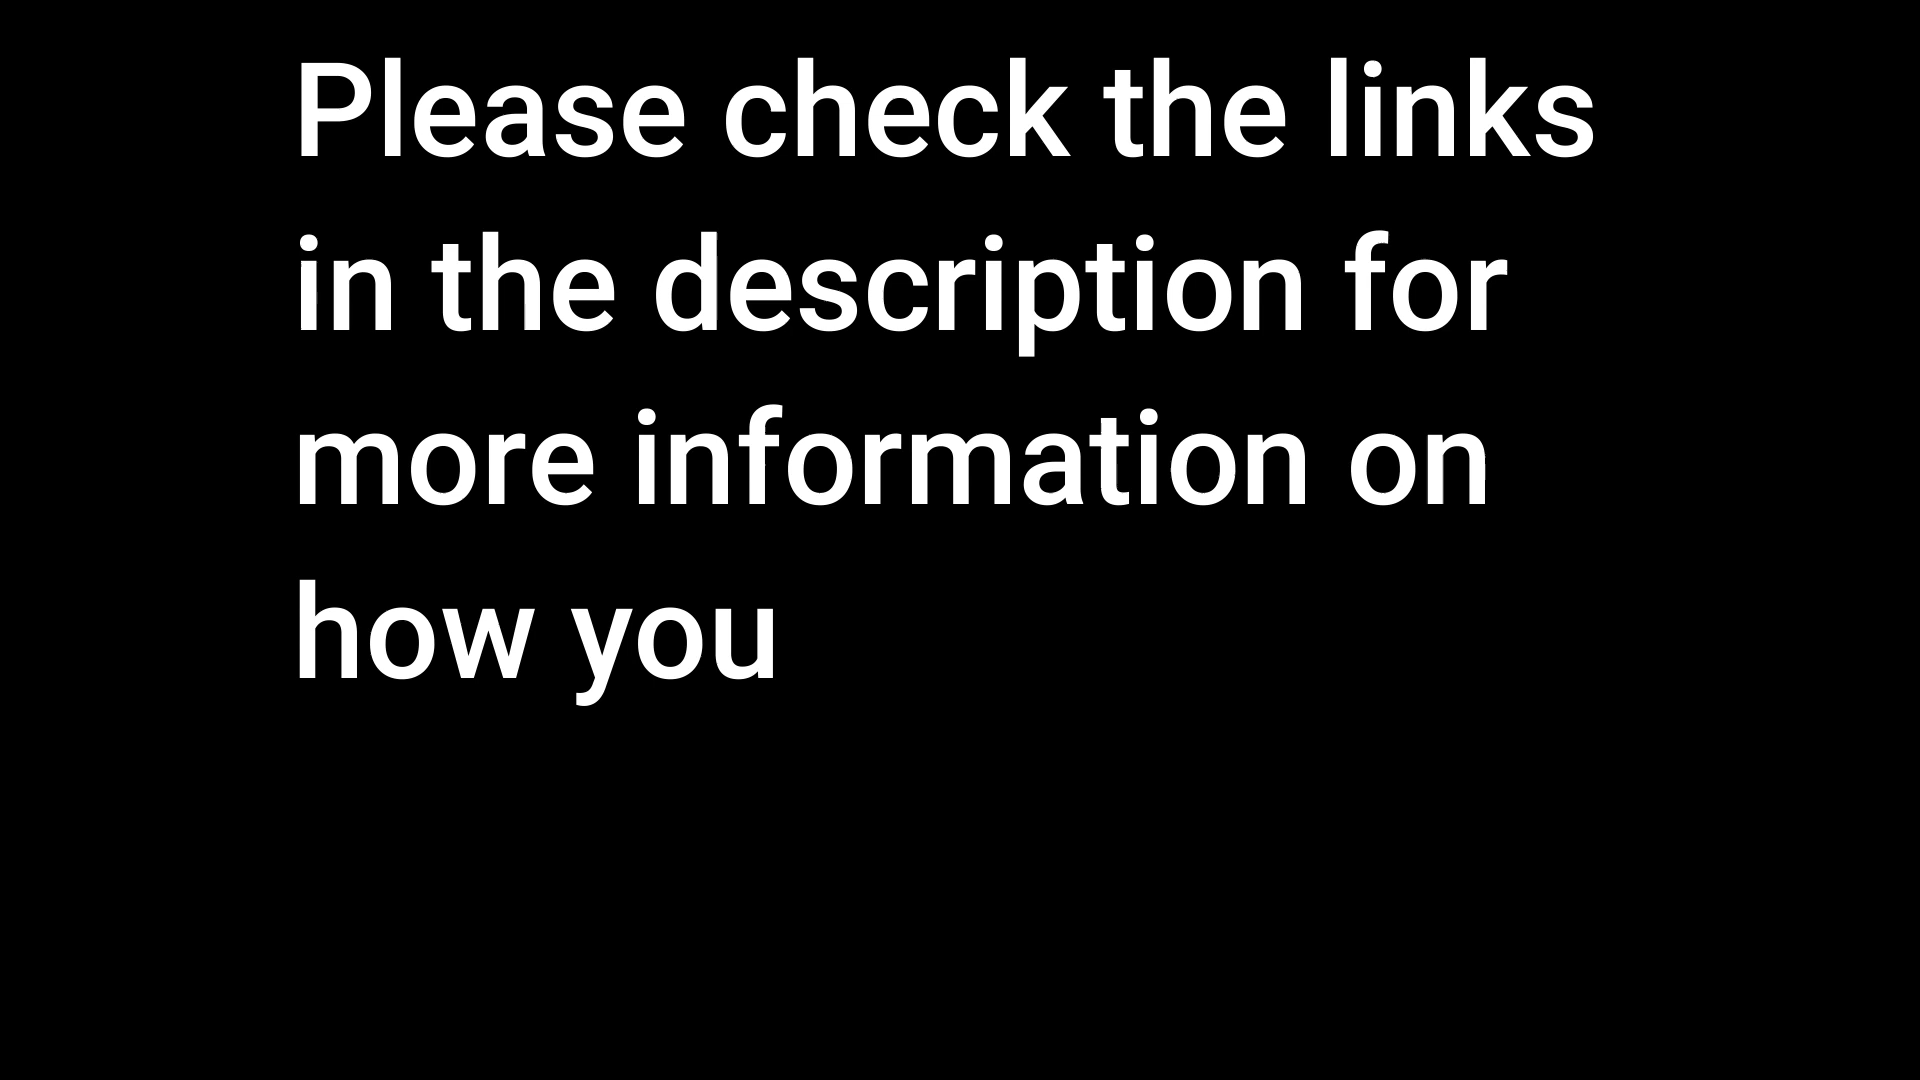 Please check the links
in the description for
more information on
how you